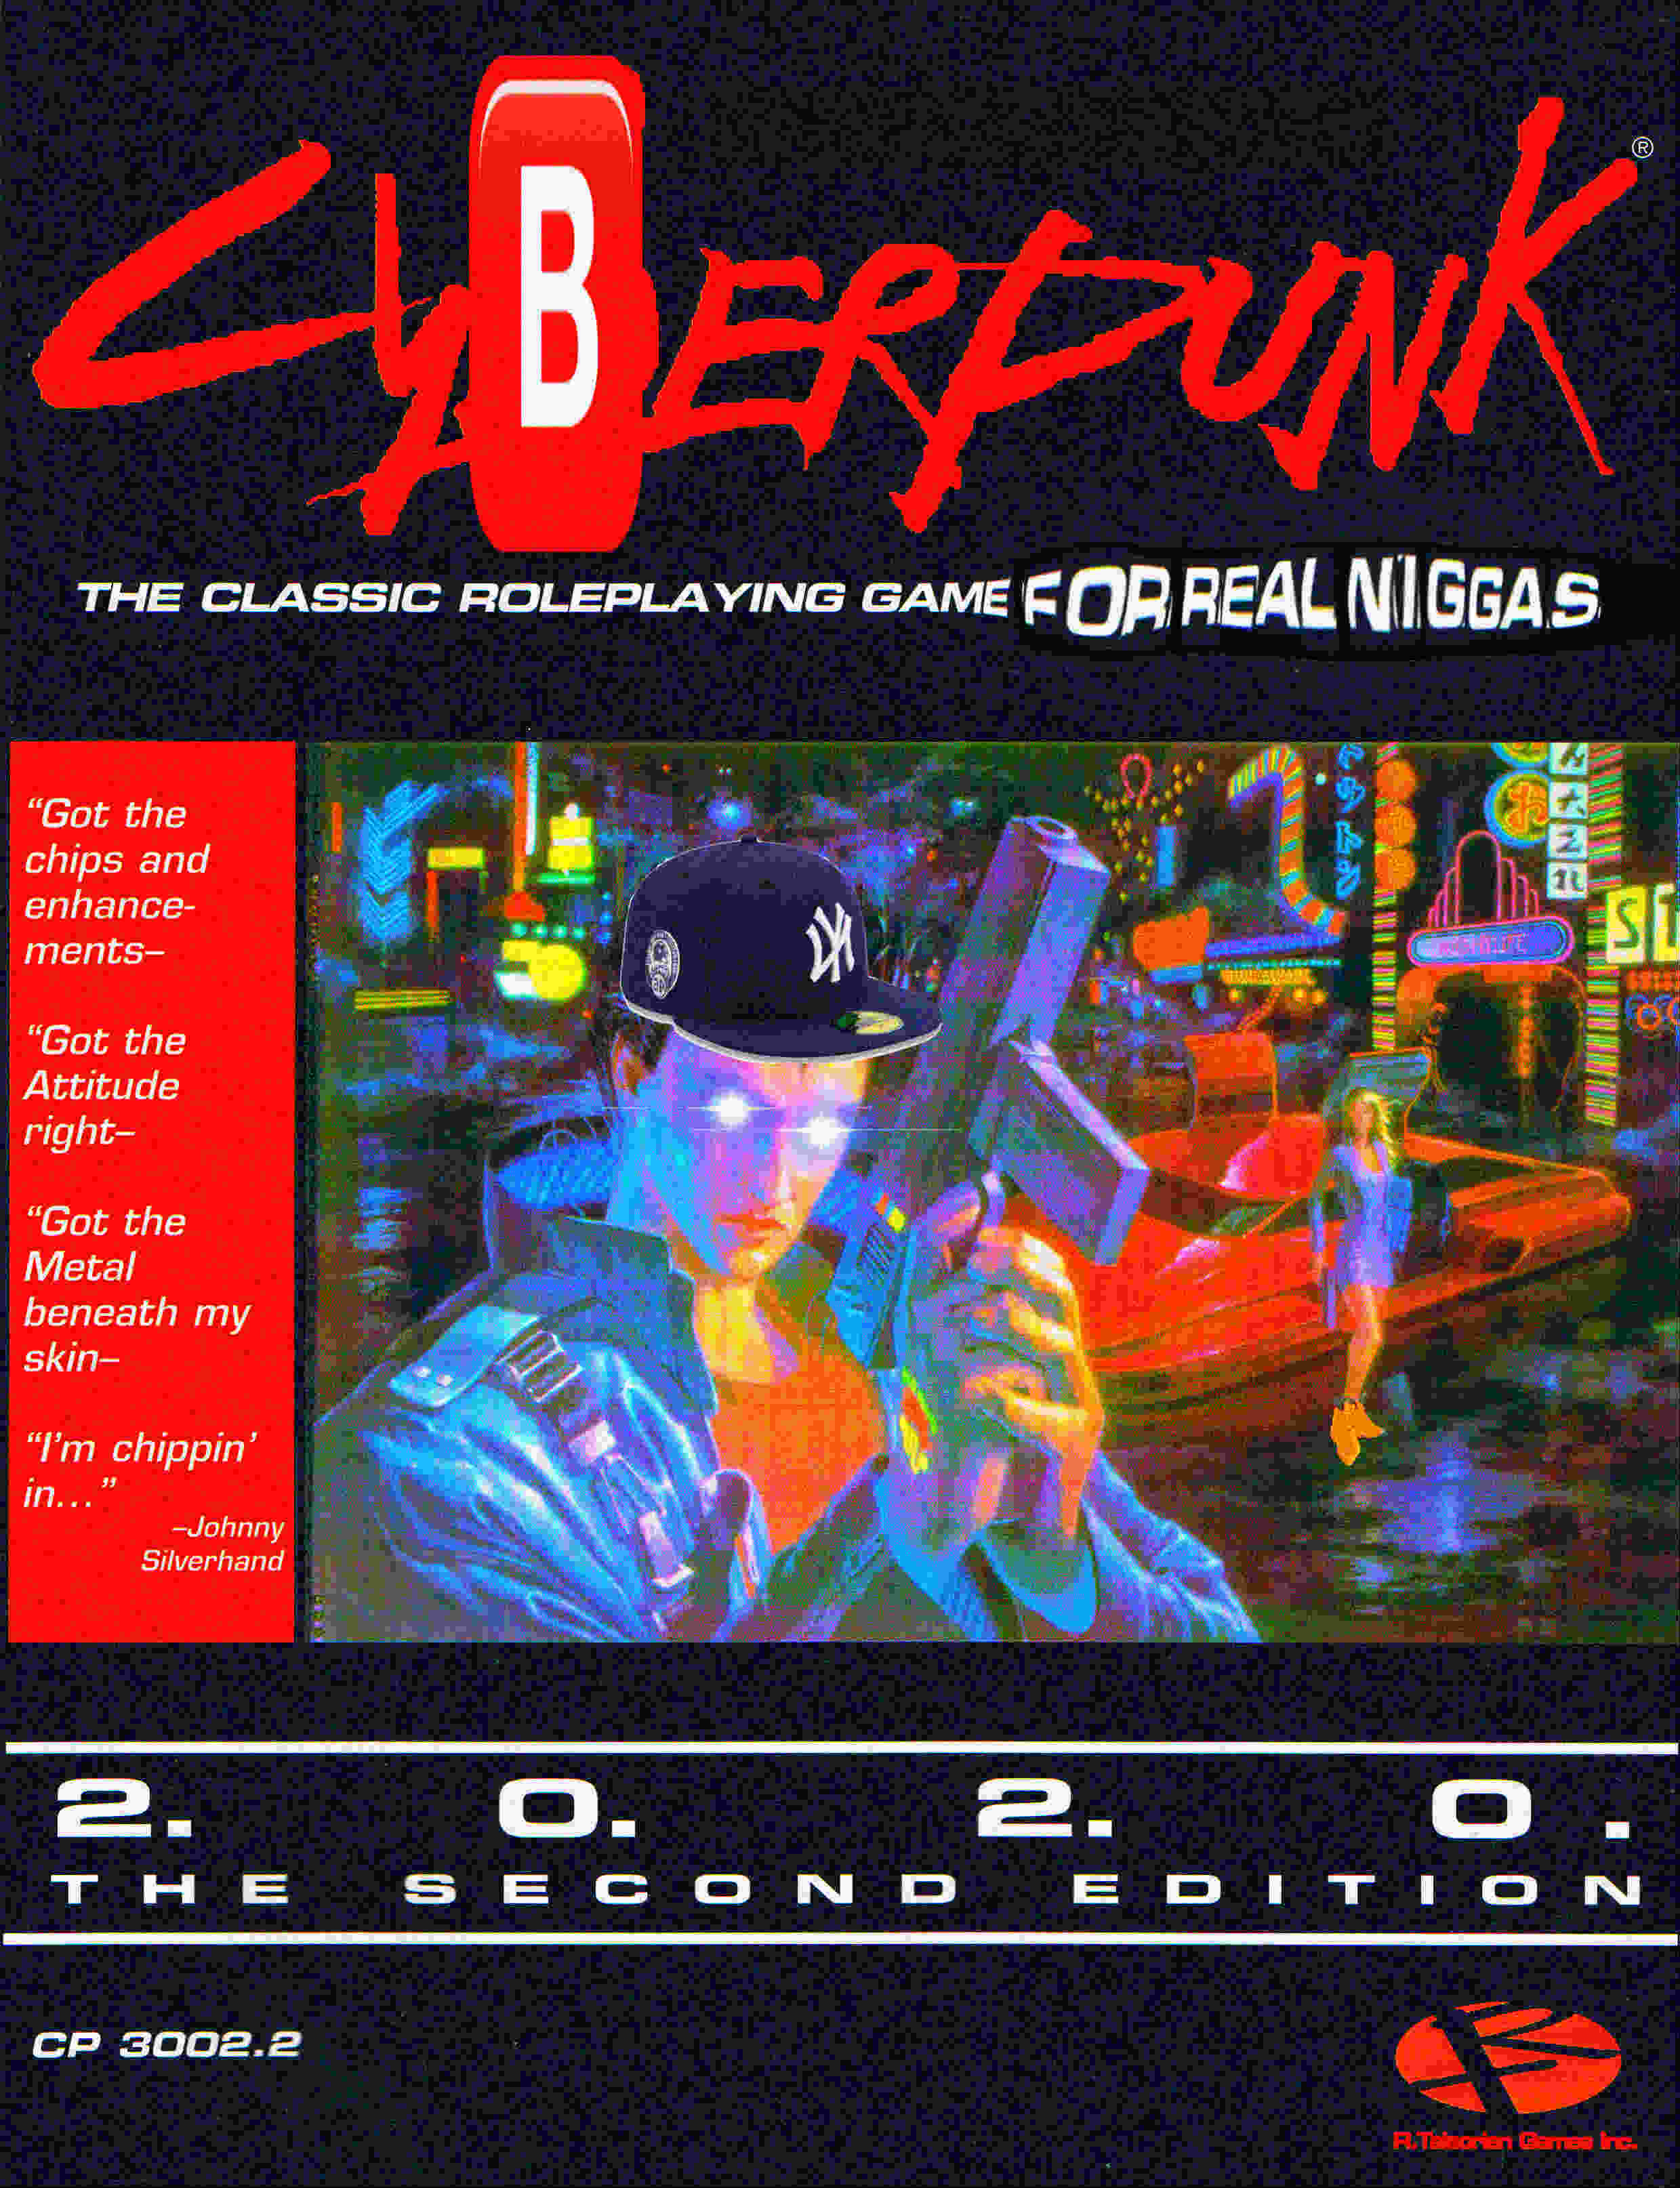 CYBERPUNK®
THE CLASSIC ROLEPLAYING GAME FOR REAL NIGGAS
“Got the
chips and
enhance-
ments–
“Got the
Attitude
right–
“Got the
Metal
beneath my
skin–
“I'm chippin'
in...”
–Johnny
Silverhand
2. 0. 2. 0.
THE SECOND EDITION
CP 3002.2
R.Talsorian Games Inc.